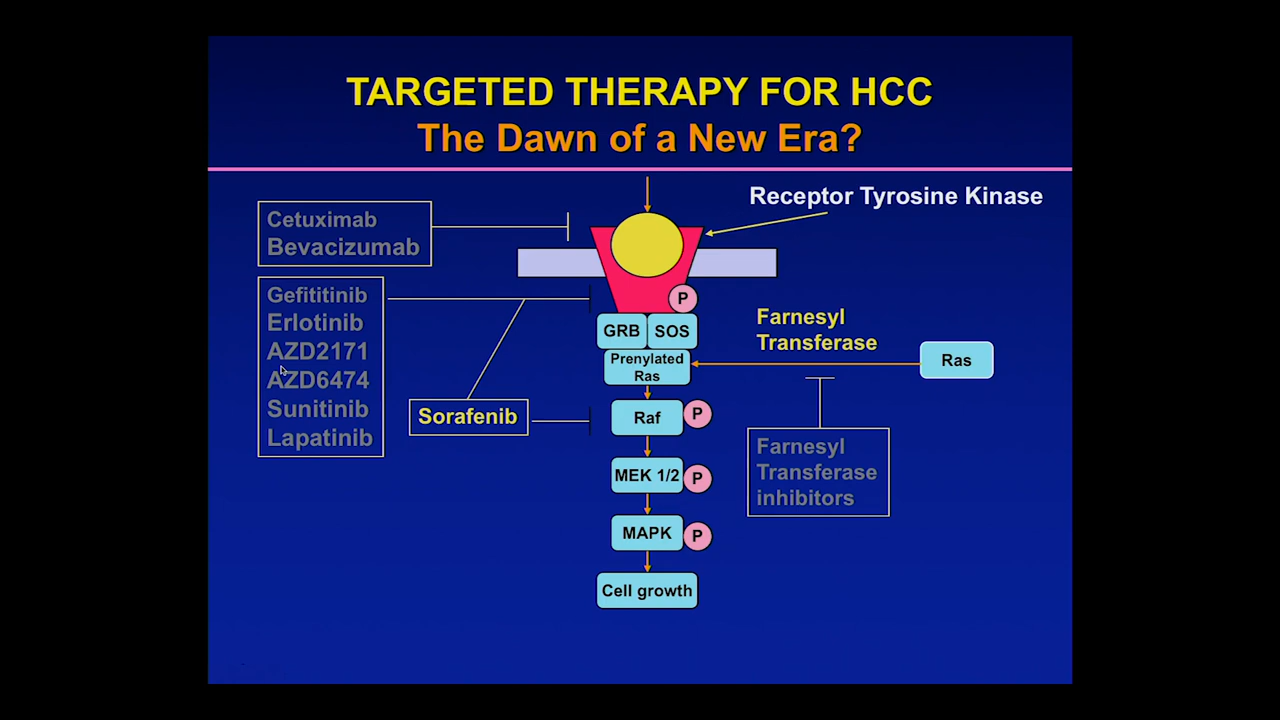 TARGETED THERAPY FOR HCC
The Dawn of a New Era?
Receptor Tyrosine Kinase
Cetuximab
Bevacizumab
Gefititinib
Erlotinib
AZD2171
AZD6474
Sunitinib
Lapatinib
Sorafenib
P
GRB
SOS
Prenylated
Ras
Farnesyl
Transferase
Ras
Raf
P
MEK 1/2
P
MAPK
P
Cell growth
Farnesyl
Transferase
inhibitors